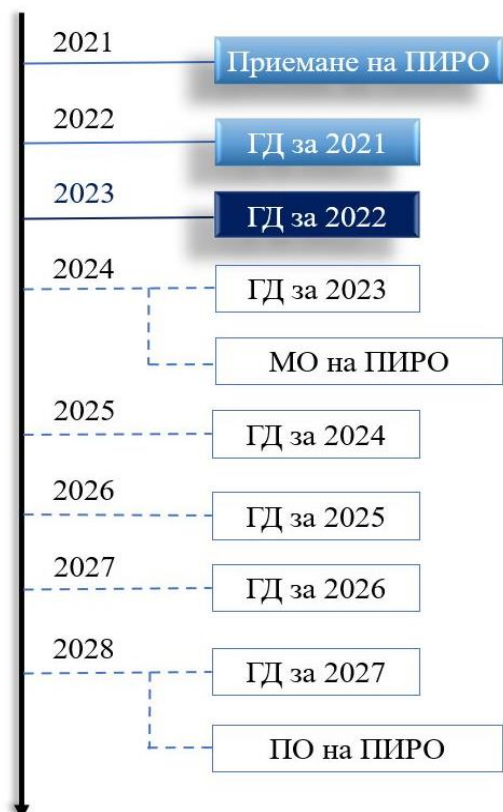 2021
Приемане на ПИРО
2022
ГД за 2021
2023
ГД за 2022
2024
ГД за 2023
МО на ПИРО
2025
ГД за 2024
2026
ГД за 2025
2027
ГД за 2026
2028
ГД за 2027
ПО на ПИРО